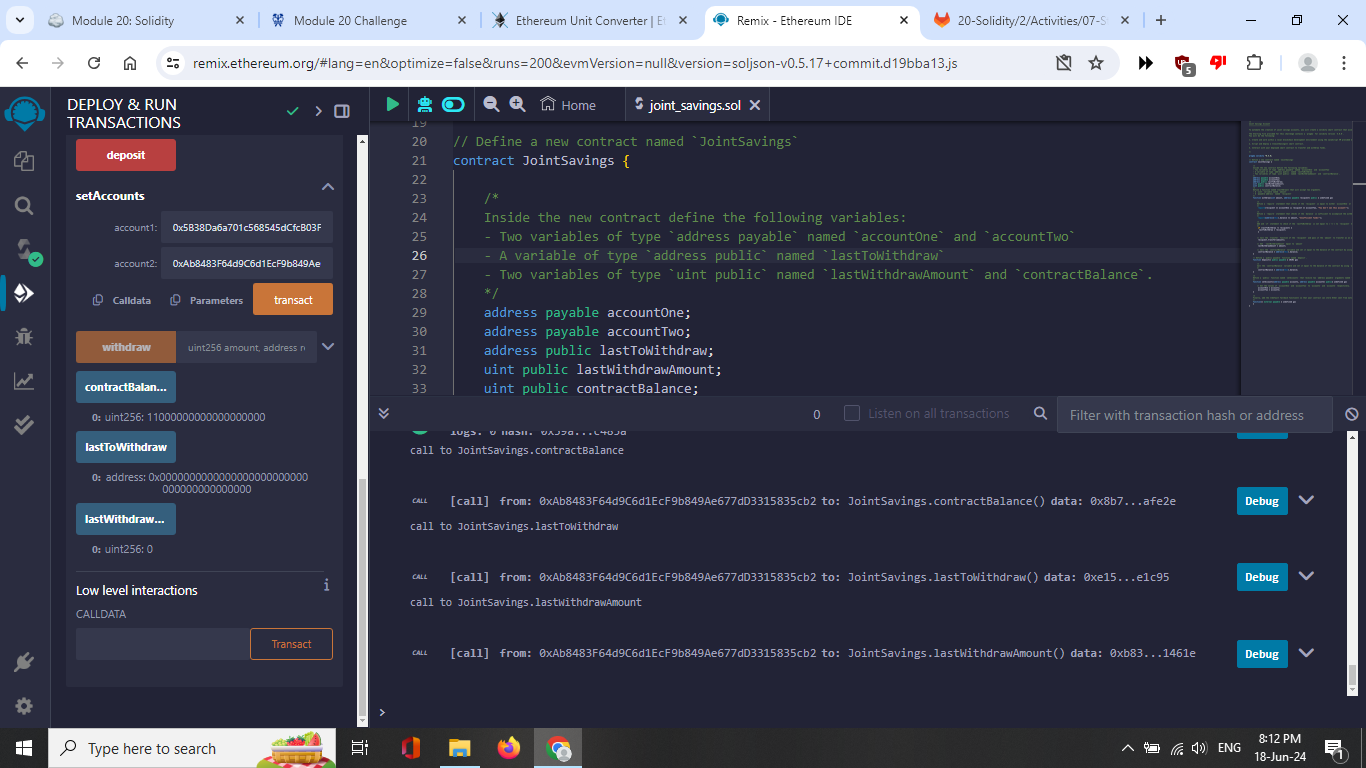 Module 20: Solidity
Module 20 Challenge
Ethereum Unit Converter | Et
Remix - Ethereum IDE
20-Solidity/2/Activities/07-S
remix.ethereum.org/#lang=en&optimize=false&runs=200&evmVersion=null&version=soljson-v0.5.17+commit.d19bba13.js
5
DEPLOY & RUN
TRANSACTIONS
deposit
setAccounts
account1: 0x5B38Da6a701c568545dCfcB03F
account2: 0xAb8483F64d9C6d1EcF9b849Ae
Calldata Parameters transact
withdraw uint256 amount, address r
contractBalan...
0: uint256: 11000000000000000000
lastToWithdraw
lastWithdraw...
0: uint256: 0
Low level interactions
i
CALLDATA
Transact
Home
joint_savings.sol
19
20 // Define a new contract named `JointSavings`
21 contract JointSavings {
22
23 /*
24 Inside the new contract define the following variables:
25 - Two variables of type `address payable` named `accountOne` and `accountTwo`
26 - A variable of type `address public` named `lastToWithdraw`
27 - Two variables of type `uint public` named `lastWithdrawAmount` and `contractBalance`.
28 */
29 address payable accountOne;
30 address payable accountTwo;
31 address public lastToWithdraw;
32 uint public lastWithdrawAmount;
33 uint public contractBalance;
0 Listen on all transactions Filter with transaction hash or address
logs: 0 hash: 0x59a...c485a
call to JointSavings.contractBalance
CALL [call] from: 0xAb8483F64d9C6d1EcF9b849Ae677dD3315835cb2 to: JointSavings.contractBalance() data: 0x8b7...afe2e Debug
call to JointSavings.lastToWithdraw
CALL [call] from: 0xAb8483F64d9C6d1EcF9b849Ae677dD3315835cb2 to: JointSavings.lastToWithdraw() data: 0xe15...e1c95 Debug
call to JointSavings.lastWithdrawAmount
CALL [call] from: 0xAb8483F64d9C6d1EcF9b849Ae677dD3315835cb2 to: JointSavings.lastWithdrawAmount() data: 0xb83...1461e Debug
>
Type here to search
ENG
8:12 PM
18-Jun-24
1